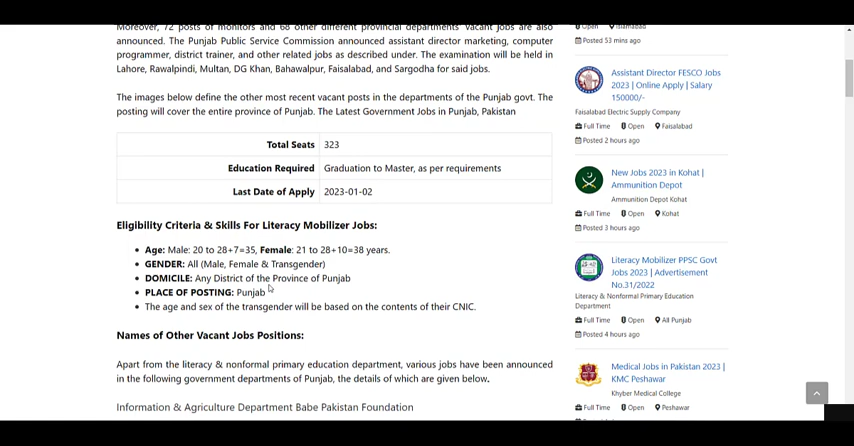 Moreover, 72 posts of monitors and 68 other different provincial departments' vacant jobs are also
announced. The Punjab Public Service Commission announced assistant director marketing, computer
programmer, district trainer, and other related jobs as described under. The examination will be held in
Lahore, Rawalpindi, Multan, DG Khan, Bahawalpur, Faisalabad, and Sargodha for said jobs.
The images below define the other most recent vacant posts in the departments of the Punjab govt. The
posting will cover the entire province of Punjab. The Latest Government Jobs in Punjab, Pakistan
Total Seats 323
Education Required Graduation to Master, as per requirements
Last Date of Apply 2023-01-02
Eligibility Criteria & Skills For Literacy Mobilizer Jobs:
• Age: Male: 20 to 28+7=35, Female: 21 to 28+10=38 years.
• GENDER: All (Male, Female & Transgender)
• DOMICILE: Any District of the Province of Punjab
• PLACE OF POSTING: Punjab
• The age and sex of the transgender will be based on the contents of their CNIC.
Names of Other Vacant Jobs Positions:
Apart from the literacy & nonformal primary education department, various jobs have been announced
in the following government departments of Punjab, the details of which are given below.
Information & Agriculture Department Babe Pakistan Foundation
Open Islamabad
Posted 53 mins ago
Assistant Director FESCO Jobs
2023 | Online Apply | Salary
150000/-
Faisalabad Electric Supply Company
Full Time Open Faisalabad
Posted 2 hours ago
New Jobs 2023 in Kohat |
Ammunition Depot
Ammunition Depot Kohat
Full Time Open Kohat
Posted 3 hours ago
Literacy Mobilizer PPSC Govt
Jobs 2023 | Advertisement
No.31/2022
Literacy & Nonformal Primary Education
Department
Full Time Open All Punjab
Posted 4 hours ago
Medical Jobs in Pakistan 2023 |
KMC Peshawar
Khyber Medical College
Full Time Open Peshawar